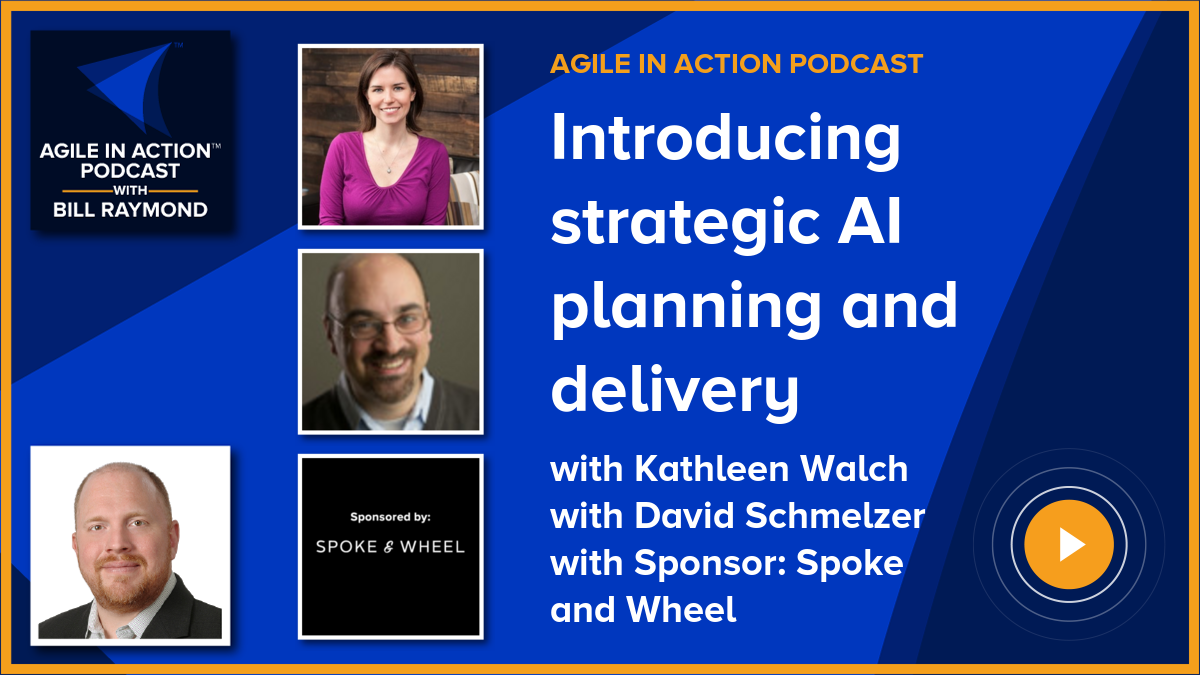 AGILE IN ACTION™
PODCAST
WITH
BILL RAYMOND
Sponsored by:
SPOKE & WHEEL
AGILE IN ACTION PODCAST
Introducing
strategic AI
planning and
delivery
with Kathleen Walch
with David Schmelzer
with Sponsor: Spoke
and Wheel